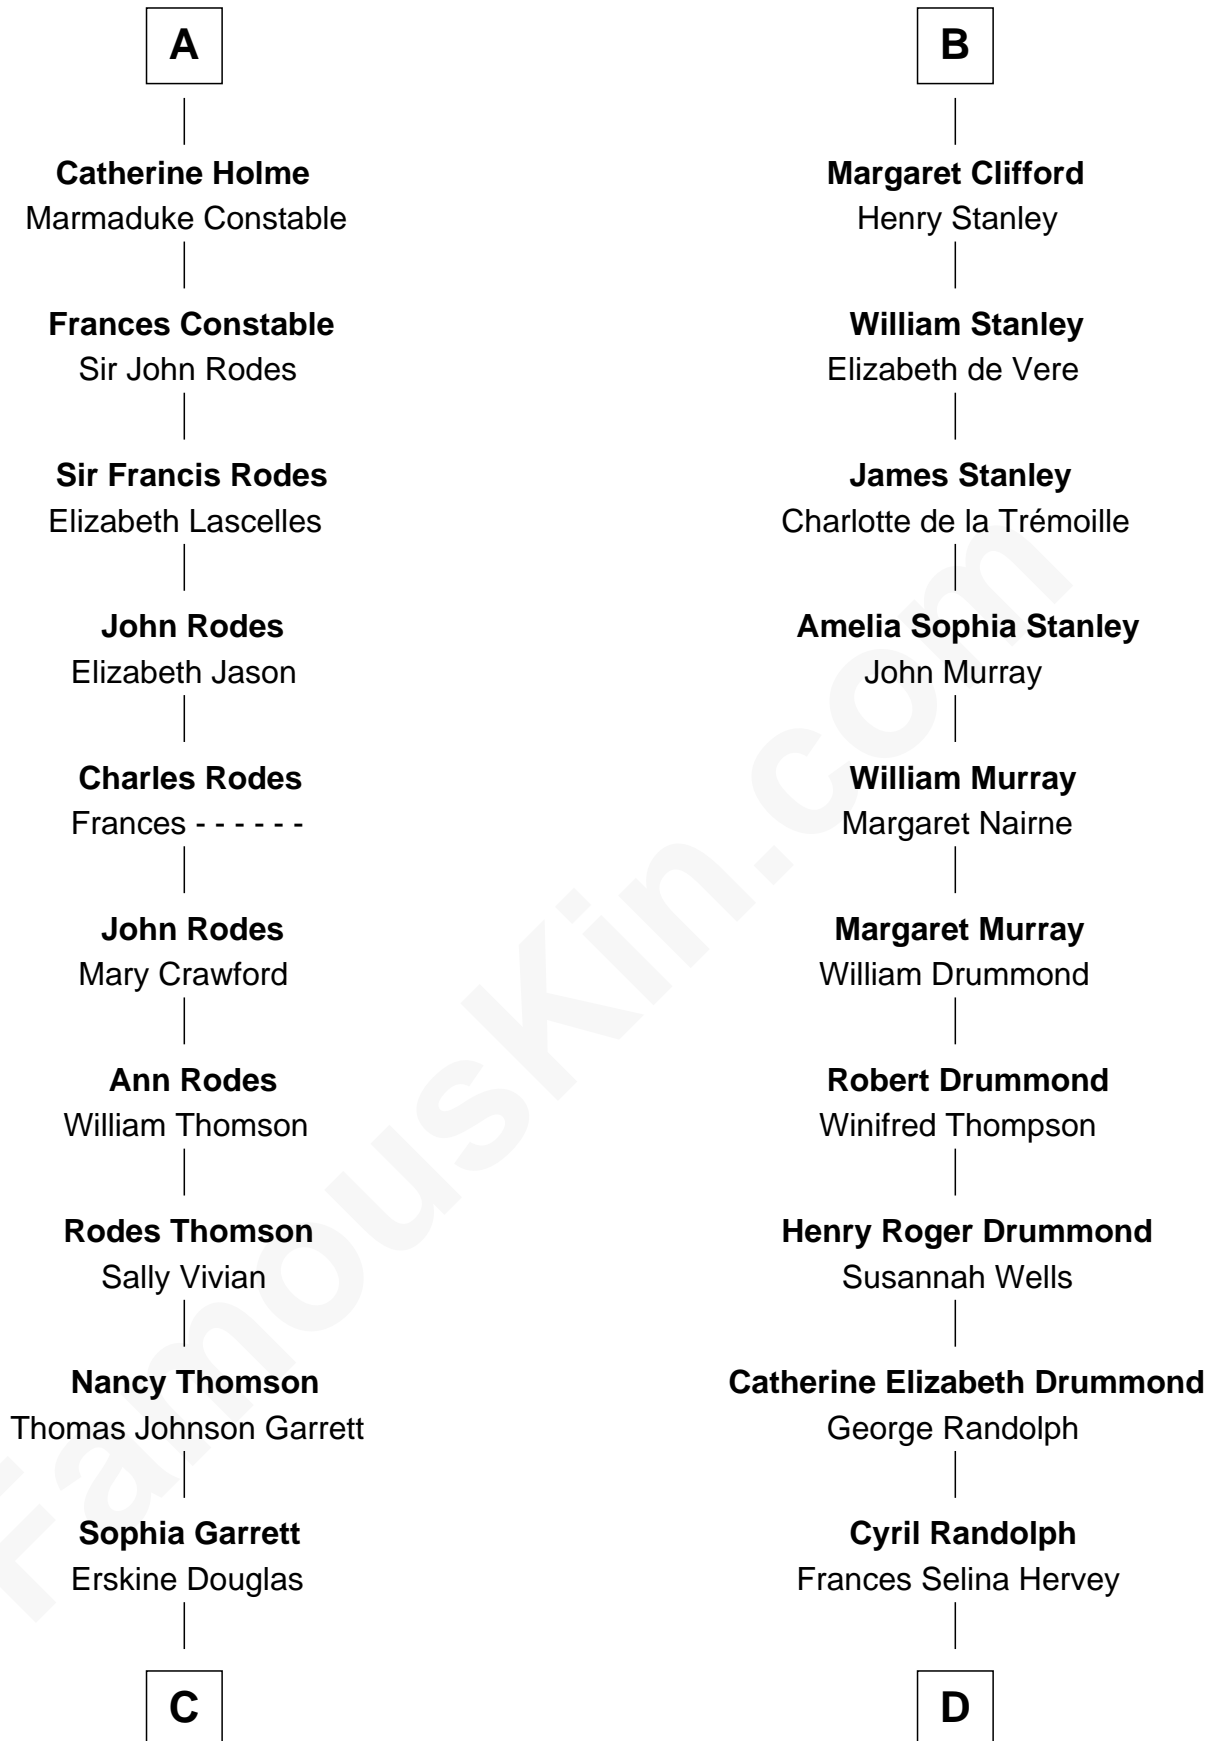 A
Catherine Holme
Marmaduke Constable
Frances Constable
Sir John Rodes
Sir Francis Rodes
Elizabeth Lascelles
John Rodes
Elizabeth Jason
Charles Rodes
Frances - - - - - -
John Rodes
Mary Crawford
Ann Rodes
William Thomson
Rodes Thomson
Sally Vivian
Nancy Thomson
Thomas Johnson Garrett
Sophia Garrett
Erskine Douglas
C
B
Margaret Clifford
Henry Stanley
William Stanley
Elizabeth de Vere
James Stanley
Charlotte de la Trémoille
Amelia Sophia Stanley
John Murray
William Murray
Margaret Nairne
Margaret Murray
William Drummond
Robert Drummond
Winifred Thompson
Henry Roger Drummond
Susannah Wells
Catherine Elizabeth Drummond
George Randolph
Cyril Randolph
Frances Selina Hervey
D
FamousKin.com